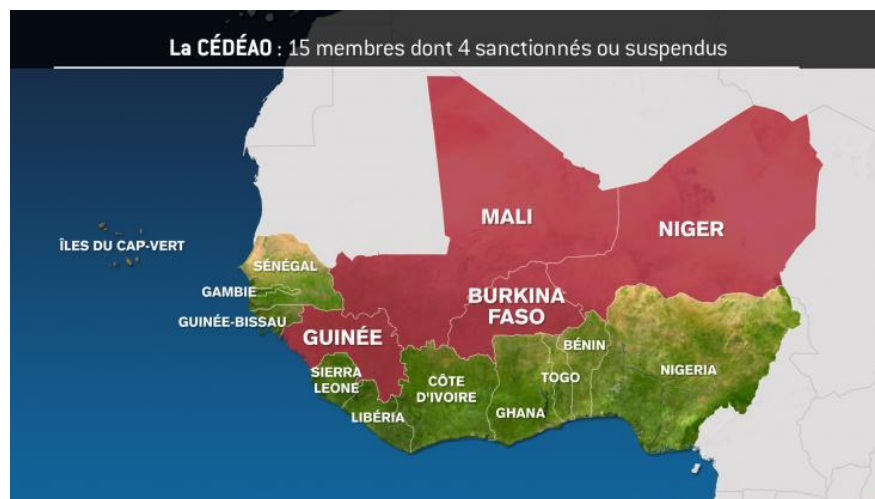 La CÉDÉAO : 15 membres dont 4 sanctionnés ou suspendus
MALI
NIGER
ÎLES DU CAP-VERT
SÉNÉGAL
GAMBIE
GUINÉE-BISSAU
BURKINA
FASO
GUINÉE
BÉNIN
SIERRA
LEONE
CÔTE
D'IVOIRE
TOGO
NIGERIA
LIBÉRIA
GHANA